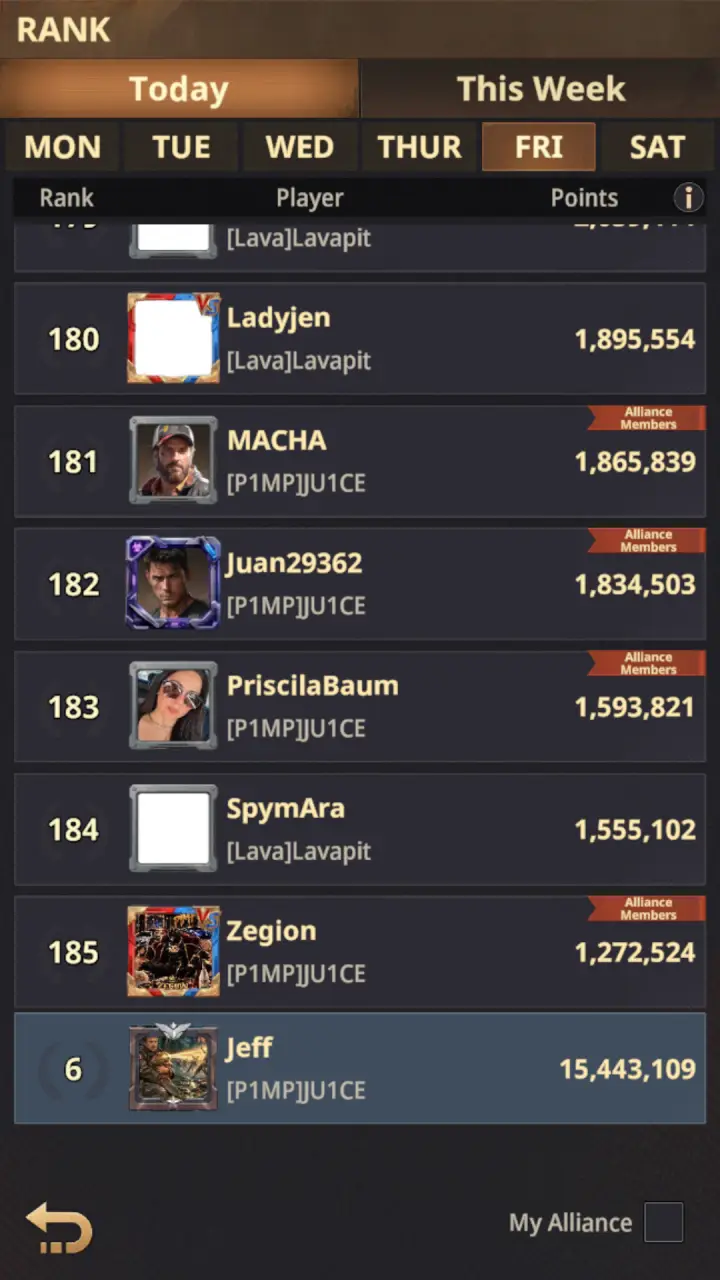 RANK
Today
This Week
MON
TUE
WED
THUR
FRI
SAT
Rank
Player
Points
[Lava]Lavapit
180
Ladyjen
[Lava]Lavapit
1,895,554
Alliance
Members
181
MACHA
[P1MP]JU1CE
1,865,839
Alliance
Members
182
Juan29362
[P1MP]JU1CE
1,834,503
Alliance
Members
183
PriscilaBaum
[P1MP]JU1CE
1,593,821
184
SpymAra
[Lava]Lavapit
1,555,102
Alliance
Members
185
Zegion
[P1MP]JU1CE
1,272,524
6
Jeff
[P1MP]JU1CE
15,443,109
My Alliance